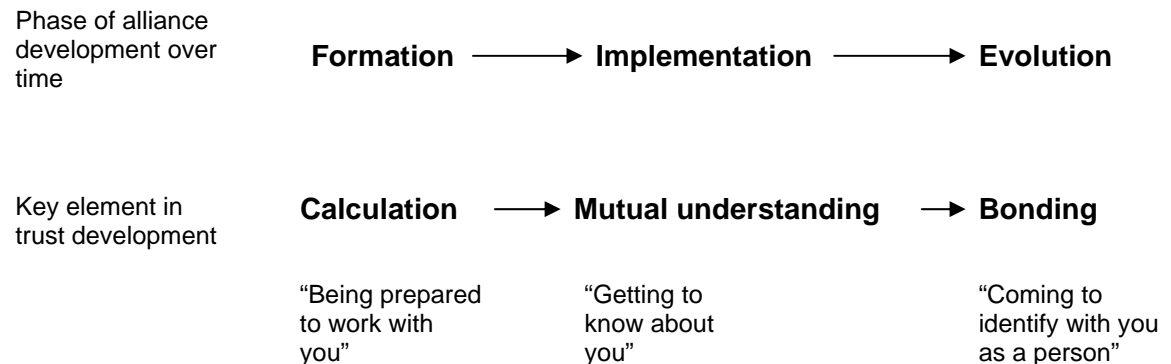 Phase of alliance
development over
time
Formation Implementation Evolution
Key element in
trust development
Calculation Mutual understanding Bonding
“Being prepared
to work with
you”
“Getting to
know about
you”
“Coming to
identify with you
as a person”